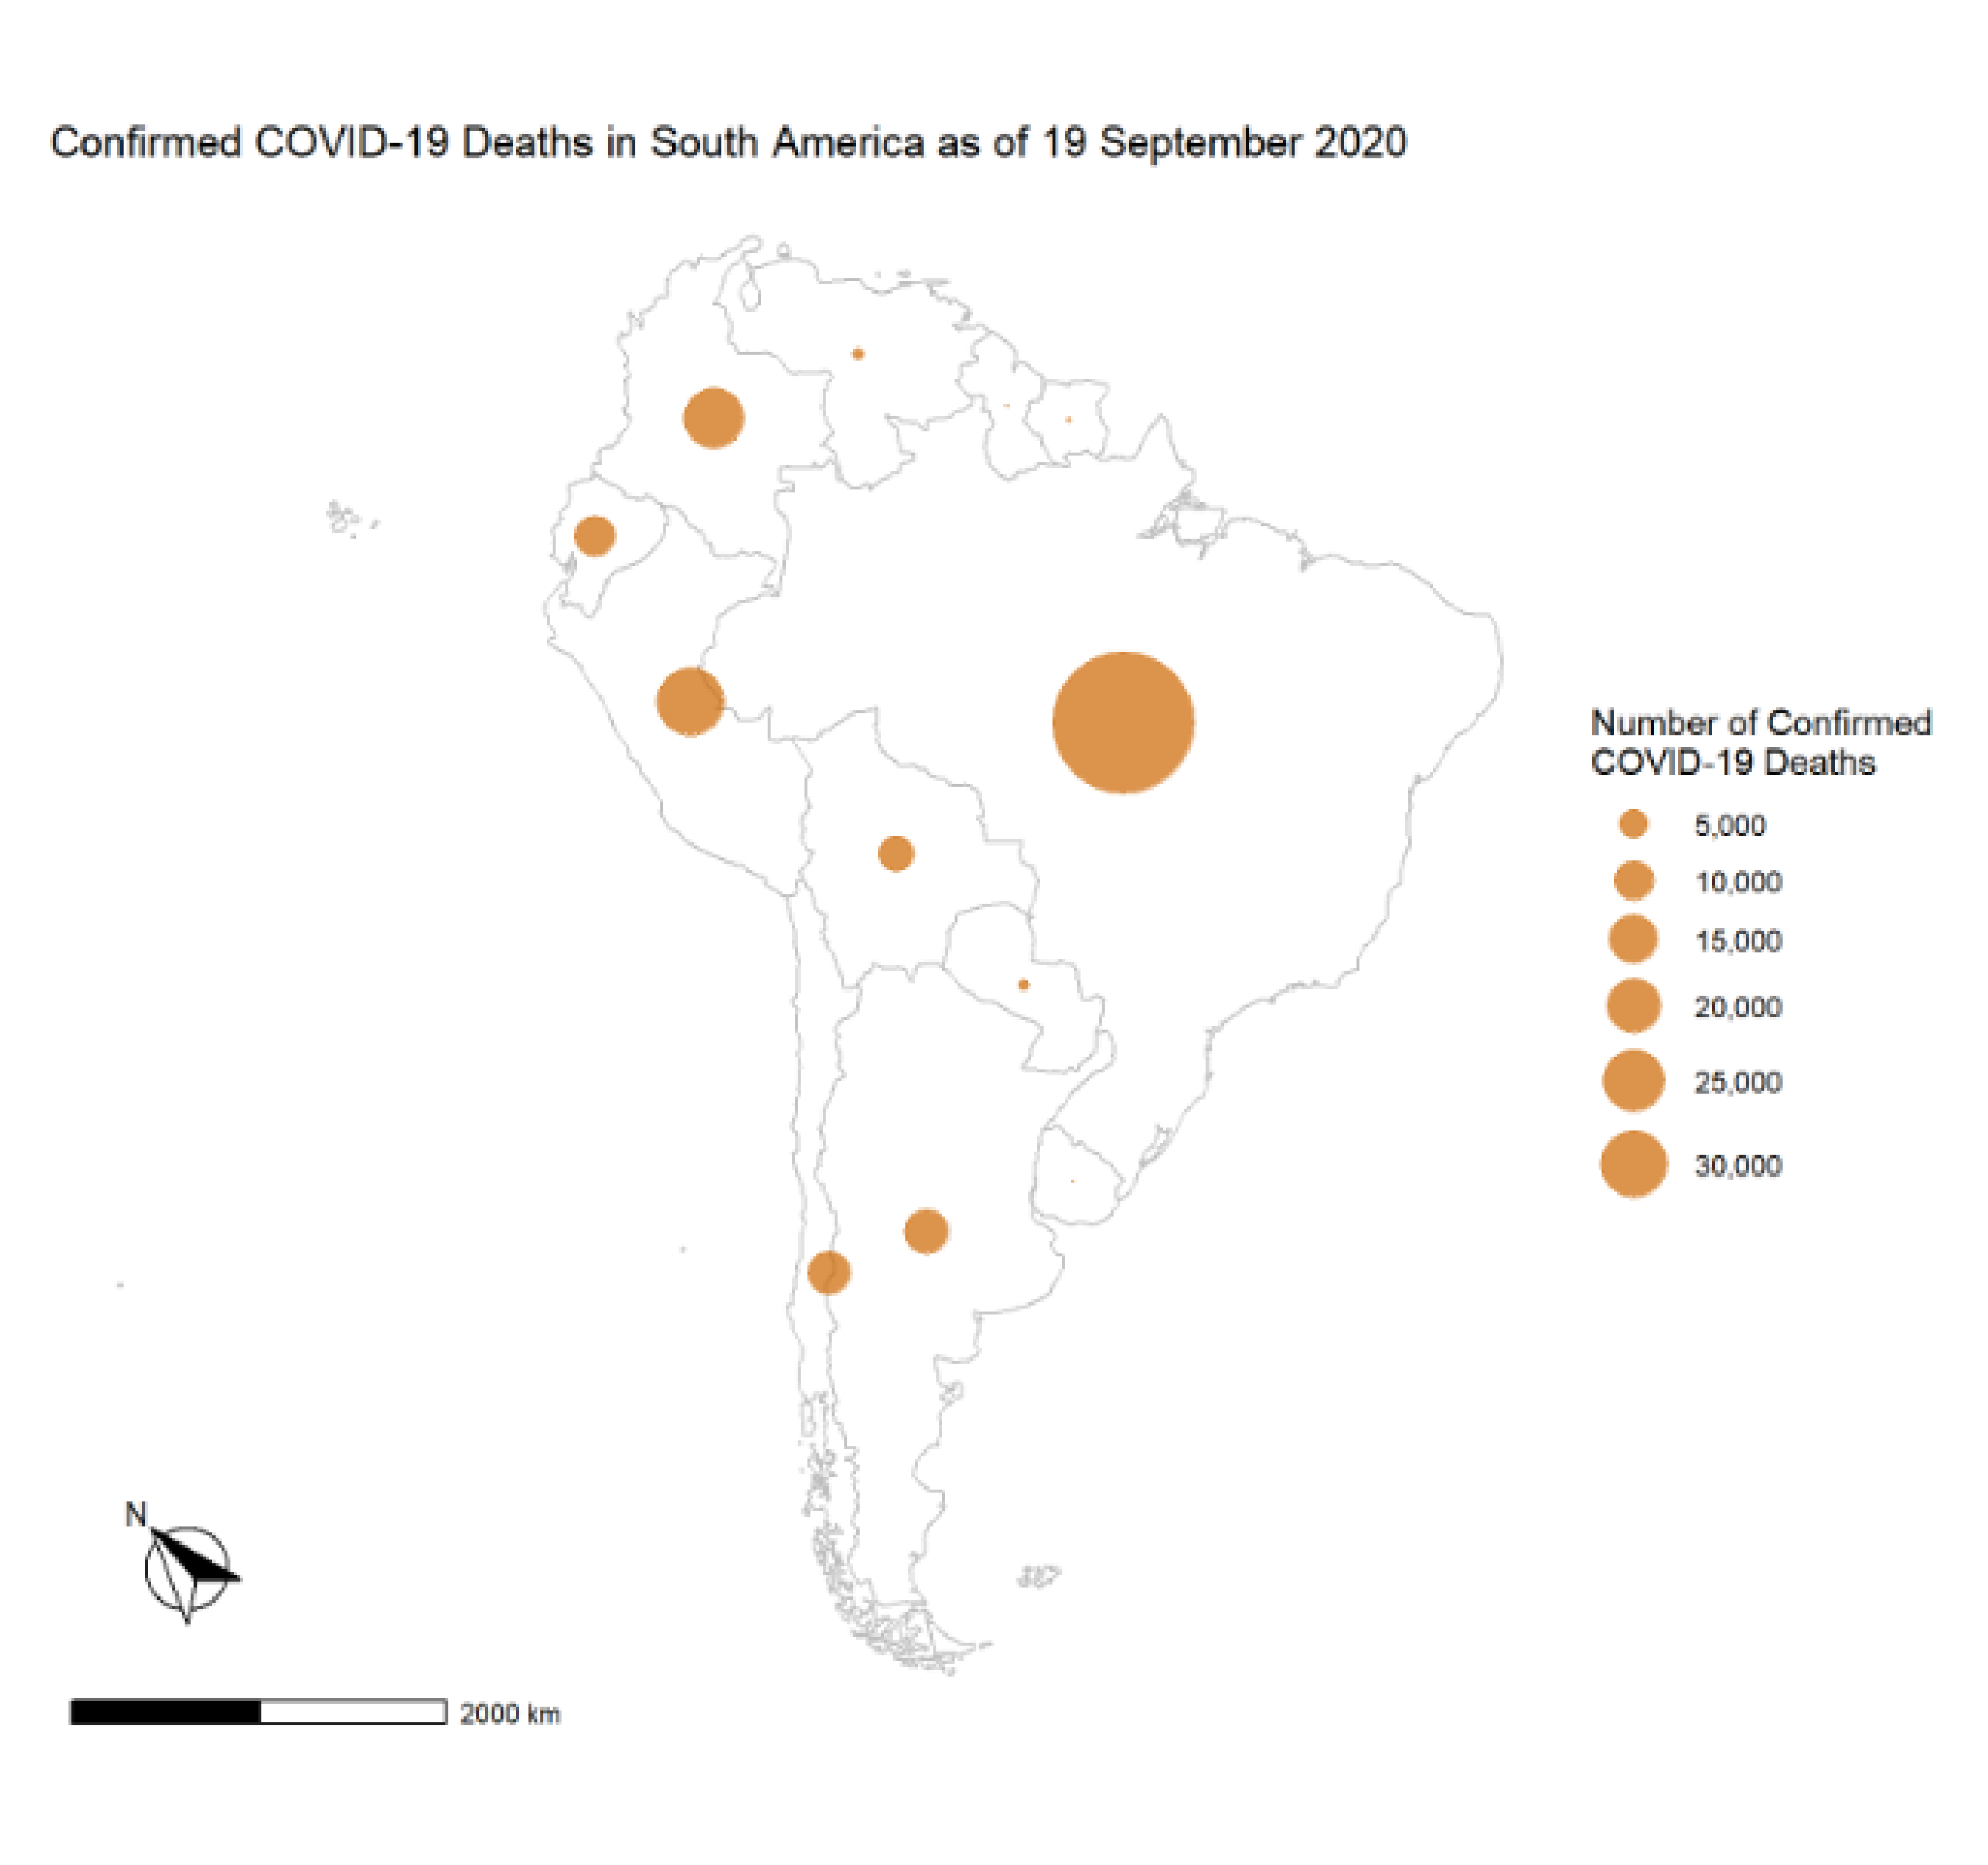 Confirmed COVID-19 Deaths in South America as of 19 September 2020
Number of Confirmed
COVID-19 Deaths
5,000
10,000
15,000
20,000
25,000
30,000
N
2000 km